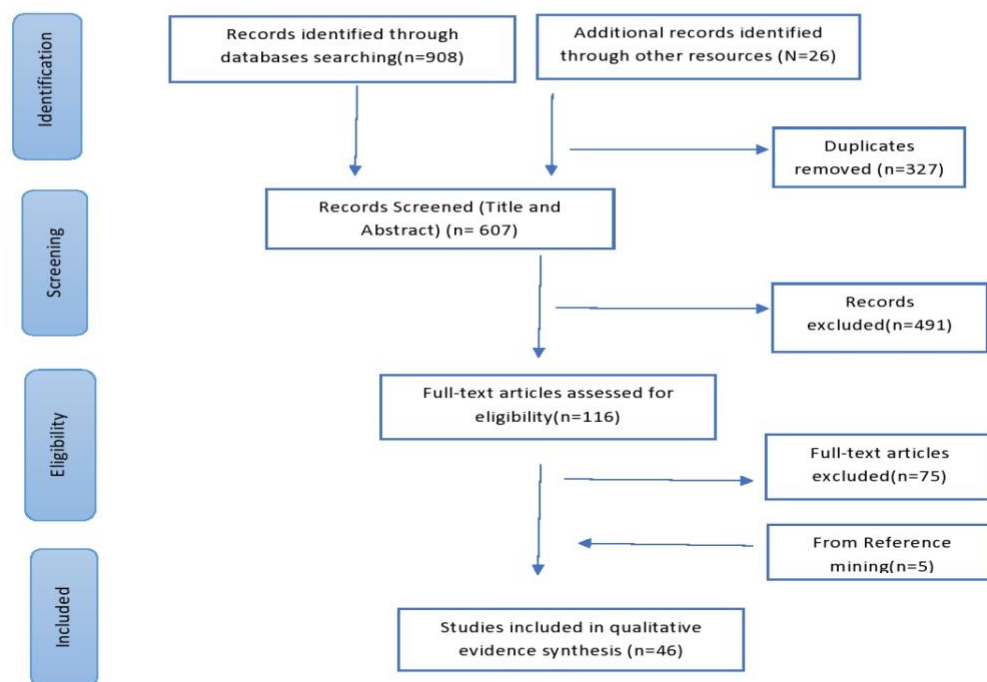 Identification
Records identified through
databases searching(n=908)
Additional records identified
through other resources (N=26)
Duplicates
removed (n=327)
Screening
Records Screened (Title and
Abstract) (n= 607)
Records
excluded(n=491)
Eligibility
Full-text articles assessed for
eligibility(n=116)
Full-text articles
excluded(n=75)
From Reference
mining(n=5)
Included
Studies included in qualitative
evidence synthesis (n=46)